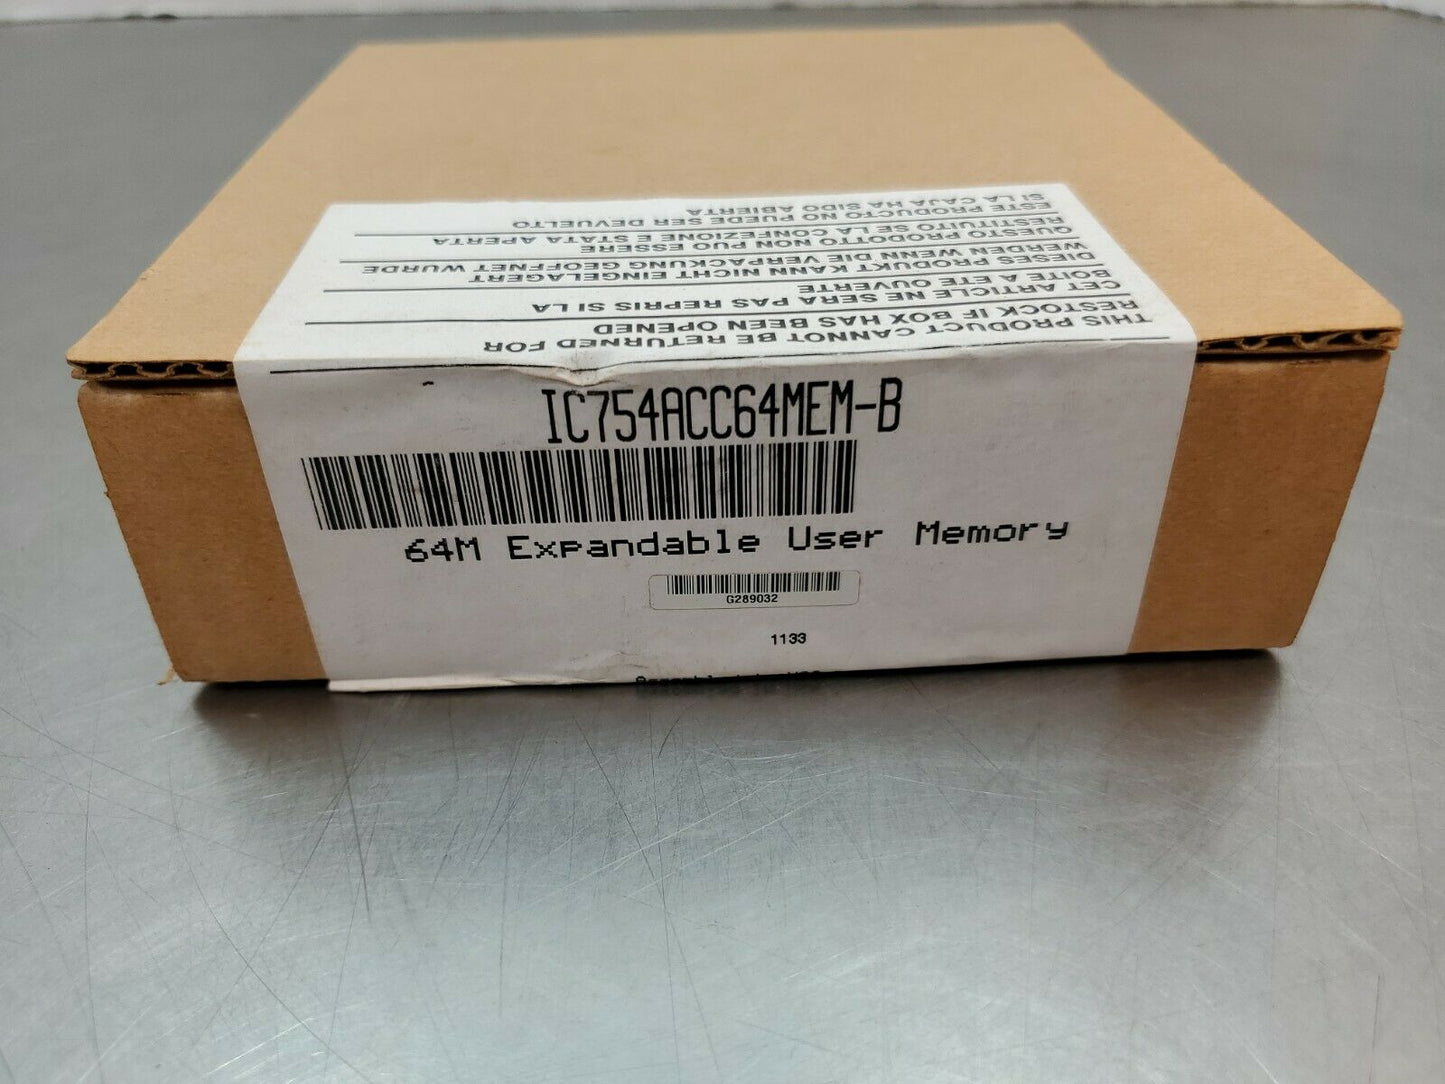 THIS PRODUCT CANNOT BE RETURNED FOR
RESTOCK IF BOX HAS BEEN OPENED
CET ARTICLE NE SERA PAS REPRIS SI LA
BOITE A ETE OUVERTE
DIESES PRODUKT KANN NICHT EINGELAGERT
WERDEN WENN DIE VERPACKUNG GEOFFNET WURDE
QUESTO PRODOTTO NON PUO ESSERE
RESTITUITO SE LA CONFEZIONE E STATA APERTA
ESTE PRODUCTO NO PUEDE SER DEVUELTO
SI LA CAJA HA SIDO ABIERTA
IC754ACC64MEM-B
64M Expandable User Memory
G289032
1133